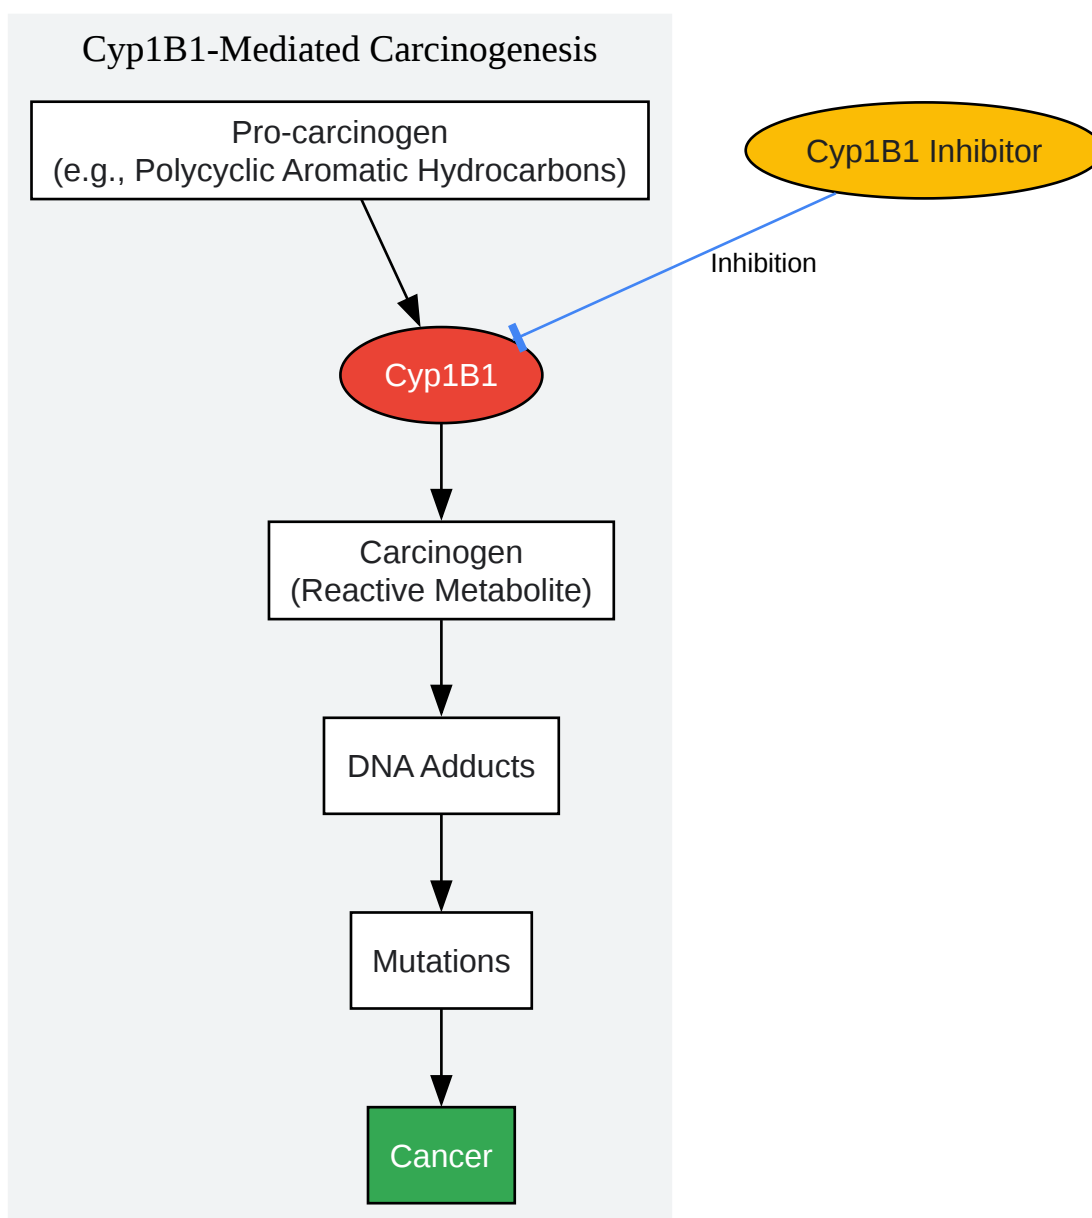 Cyp1B1-Mediated Carcinogenesis
Pro-carcinogen
(e.g., Polycyclic Aromatic Hydrocarbons)
Cyp1B1 Inhibitor
Inhibition
Cyp1B1
Carcinogen
(Reactive Metabolite)
DNA Adducts
Mutations
Cancer